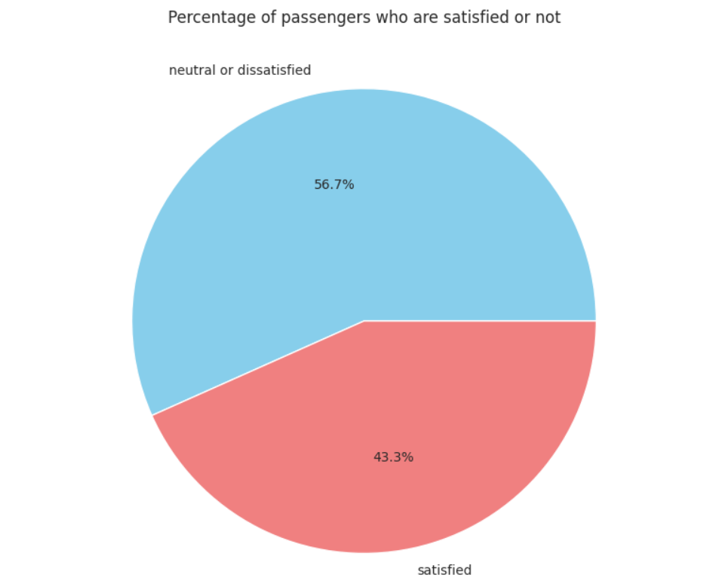 Percentage of passengers who are satisfied or not
neutral or dissatisfied
56.7%
43.3%
satisfied